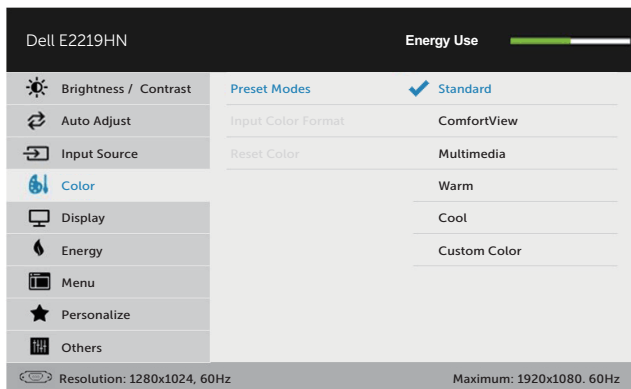 Dell E2219HN Energy Use
Brightness / Contrast Preset Modes Standard
Auto Adjust Input Color Format ComfortView
Input Source Reset Color Multimedia
Color Warm
Display Cool
Energy Custom Color
Menu
Personalize
Others
Resolution: 1280x1024, 60Hz Maximum: 1920x1080. 60Hz